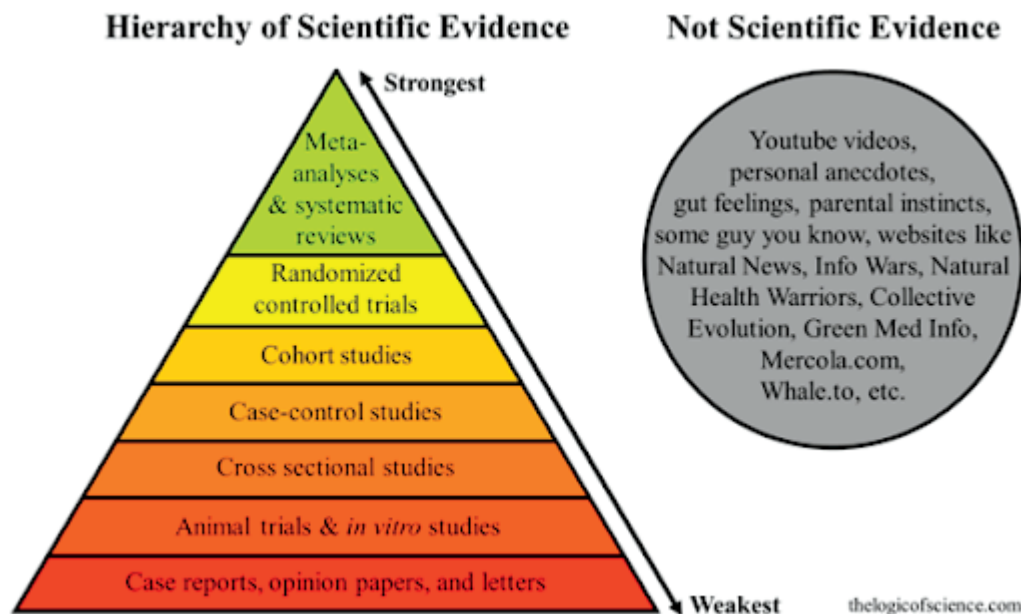 Hierarchy of Scientific Evidence
Strongest
Meta-
analyses
& systematic
reviews
Randomized
controlled trials
Cohort studies
Case-control studies
Cross sectional studies
Animal trials & in vitro studies
Case reports, opinion papers, and letters
Weakest
Not Scientific Evidence
Youtube videos,
personal anecdotes,
gut feelings, parental instincts,
some guy you know, websites like
Natural News, Info Wars, Natural
Health Warriors, Collective
Evolution, Green Med Info,
Mercola.com,
Whale.to, etc.
thelogicofscience.com